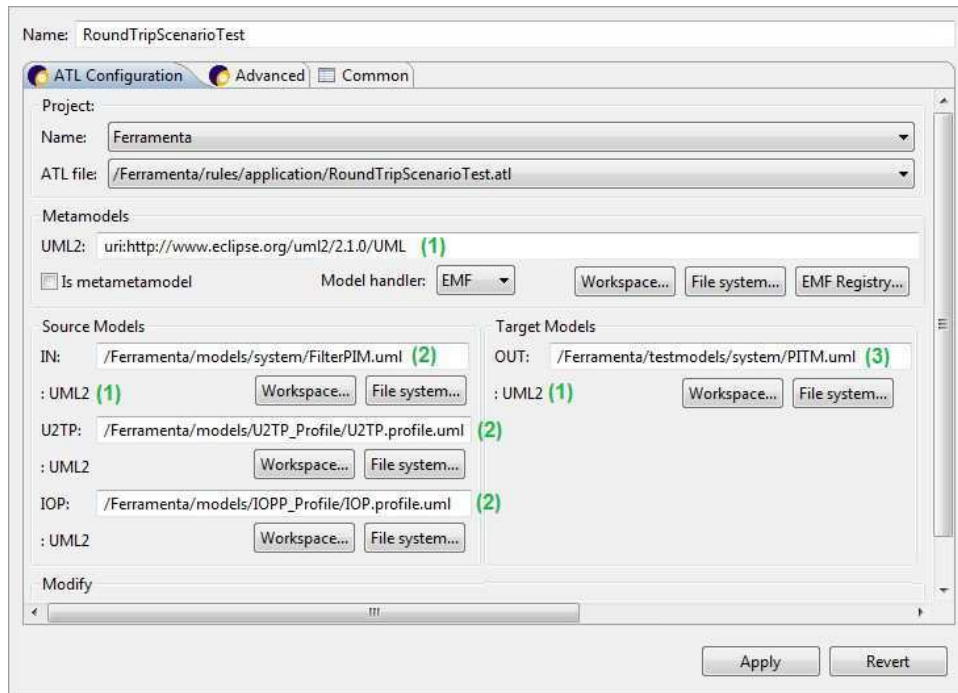 Name: RoundTripScenarioTest
ATL Configuration Advanced Common
Project:
Name: Ferramenta
ATL file: /Ferramenta/rules/application/RoundTripScenarioTest.atl
Metamodels
UML2: uri:http://www.eclipse.org/uml2/2.1.0/UML (1)
Is metametamodel Model handler: EMF Workspace... File system... EMF Registry...
Source Models
IN: /Ferramenta/models/system/FilterPIM.uml (2)
: UML2 (1) Workspace... File system...
U2TP: /Ferramenta/models/U2TP_Profile/U2TP.profile.uml (2)
: UML2 Workspace... File system...
IOP: /Ferramenta/models/IOPP_Profile/IOP.profile.uml (2)
: UML2 Workspace... File system...
Target Models
OUT: /Ferramenta/testmodels/system/PITM.uml (3)
: UML2 (1) Workspace... File system...
Modify
Apply Revert